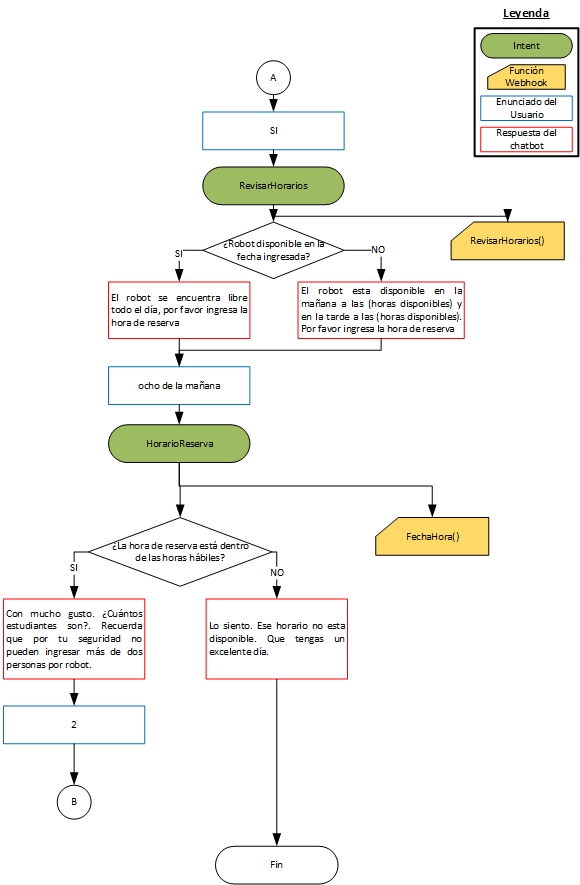 Leyenda
Intent
Función
Webhook
Enunciado del
Usuario
Respuesta del
chatbot
A
SI
RevisarHorarios
¿Robot disponible en la
fecha ingresada?
RevisarHorarios()
SI
NO
El robot se encuentra libre
todo el día, por favor ingresa la
hora de reserva
El robot esta disponible en la
mañana a las (horas disponibles) y
en la tarde a las (horas disponibles).
Por favor ingresa la hora de reserva
ocho de la mañana
HorarioReserva
FechaHora()
¿La hora de reserva está dentro
de las horas hábiles?
SI
NO
Con mucho gusto. ¿Cuántos
estudiantes son?. Recuerda
que por tu seguridad no
pueden ingresar más de dos
personas por robot.
Lo siento. Ese horario no esta
disponible. Que tengas un
excelente día.
2
B
Fin